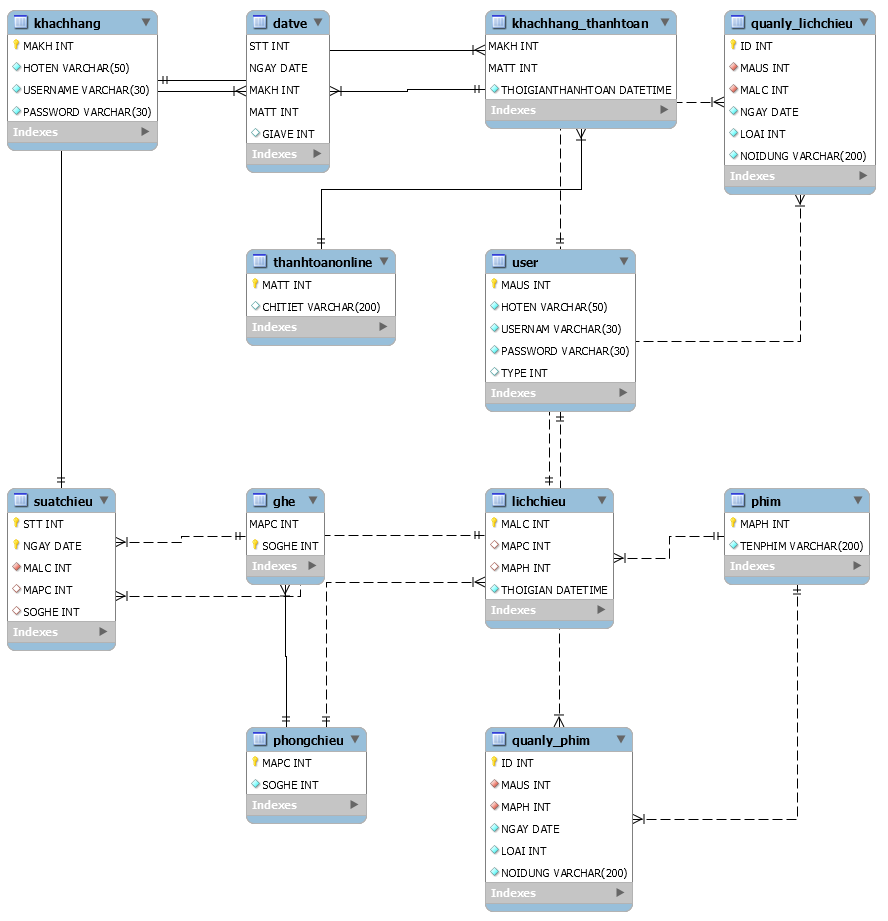 khachhang
MAKH INT
HOTEN VARCHAR(50)
USERNAME VARCHAR(30)
PASSWORD VARCHAR(30)
Indexes
datve
STT INT
NGAY DATE
MAKH INT
MATT INT
GIAVE INT
Indexes
khachhang_thanhtoan
MAKH INT
MATT INT
THOIGIANTHANHTOAN DATETIME
Indexes
quanly_lichchieu
ID INT
MAUS INT
MALC INT
NGAY DATE
LOAI INT
NOIDUNG VARCHAR(200)
Indexes
thanhtoanonline
MATT INT
CHITIET VARCHAR(200)
Indexes
user
MAUS INT
HOTEN VARCHAR(50)
USERNAM VARCHAR(30)
PASSWORD VARCHAR(30)
TYPE INT
Indexes
suatchieu
STT INT
NGAY DATE
MALC INT
MAPC INT
SOGHE INT
Indexes
ghe
MAPC INT
SOGHE INT
Indexes
lichchieu
MALC INT
MAPC INT
MAPH INT
THOIGIAN DATETIME
Indexes
phim
MAPH INT
TENPHIM VARCHAR(200)
Indexes
phongchieu
MAPC INT
SOGHE INT
Indexes
quanly_phim
ID INT
MAUS INT
MAPH INT
NGAY DATE
LOAI INT
NOIDUNG VARCHAR(200)
Indexes